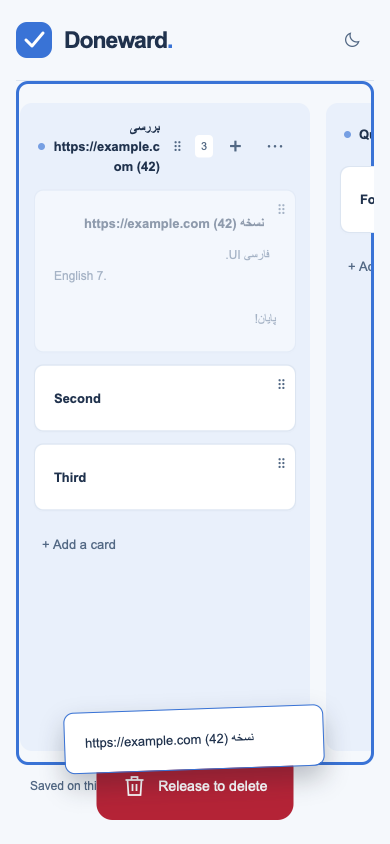 Doneward.
بررسی
https://example.c
om (42)
3
Qu
نسخه https://example.com (42)
فارسی UI.
English 7.
پایان!
Fo
+ Ad
Second
Third
+ Add a card
نسخه https://example.com (42)
Saved on thi
Release to delete